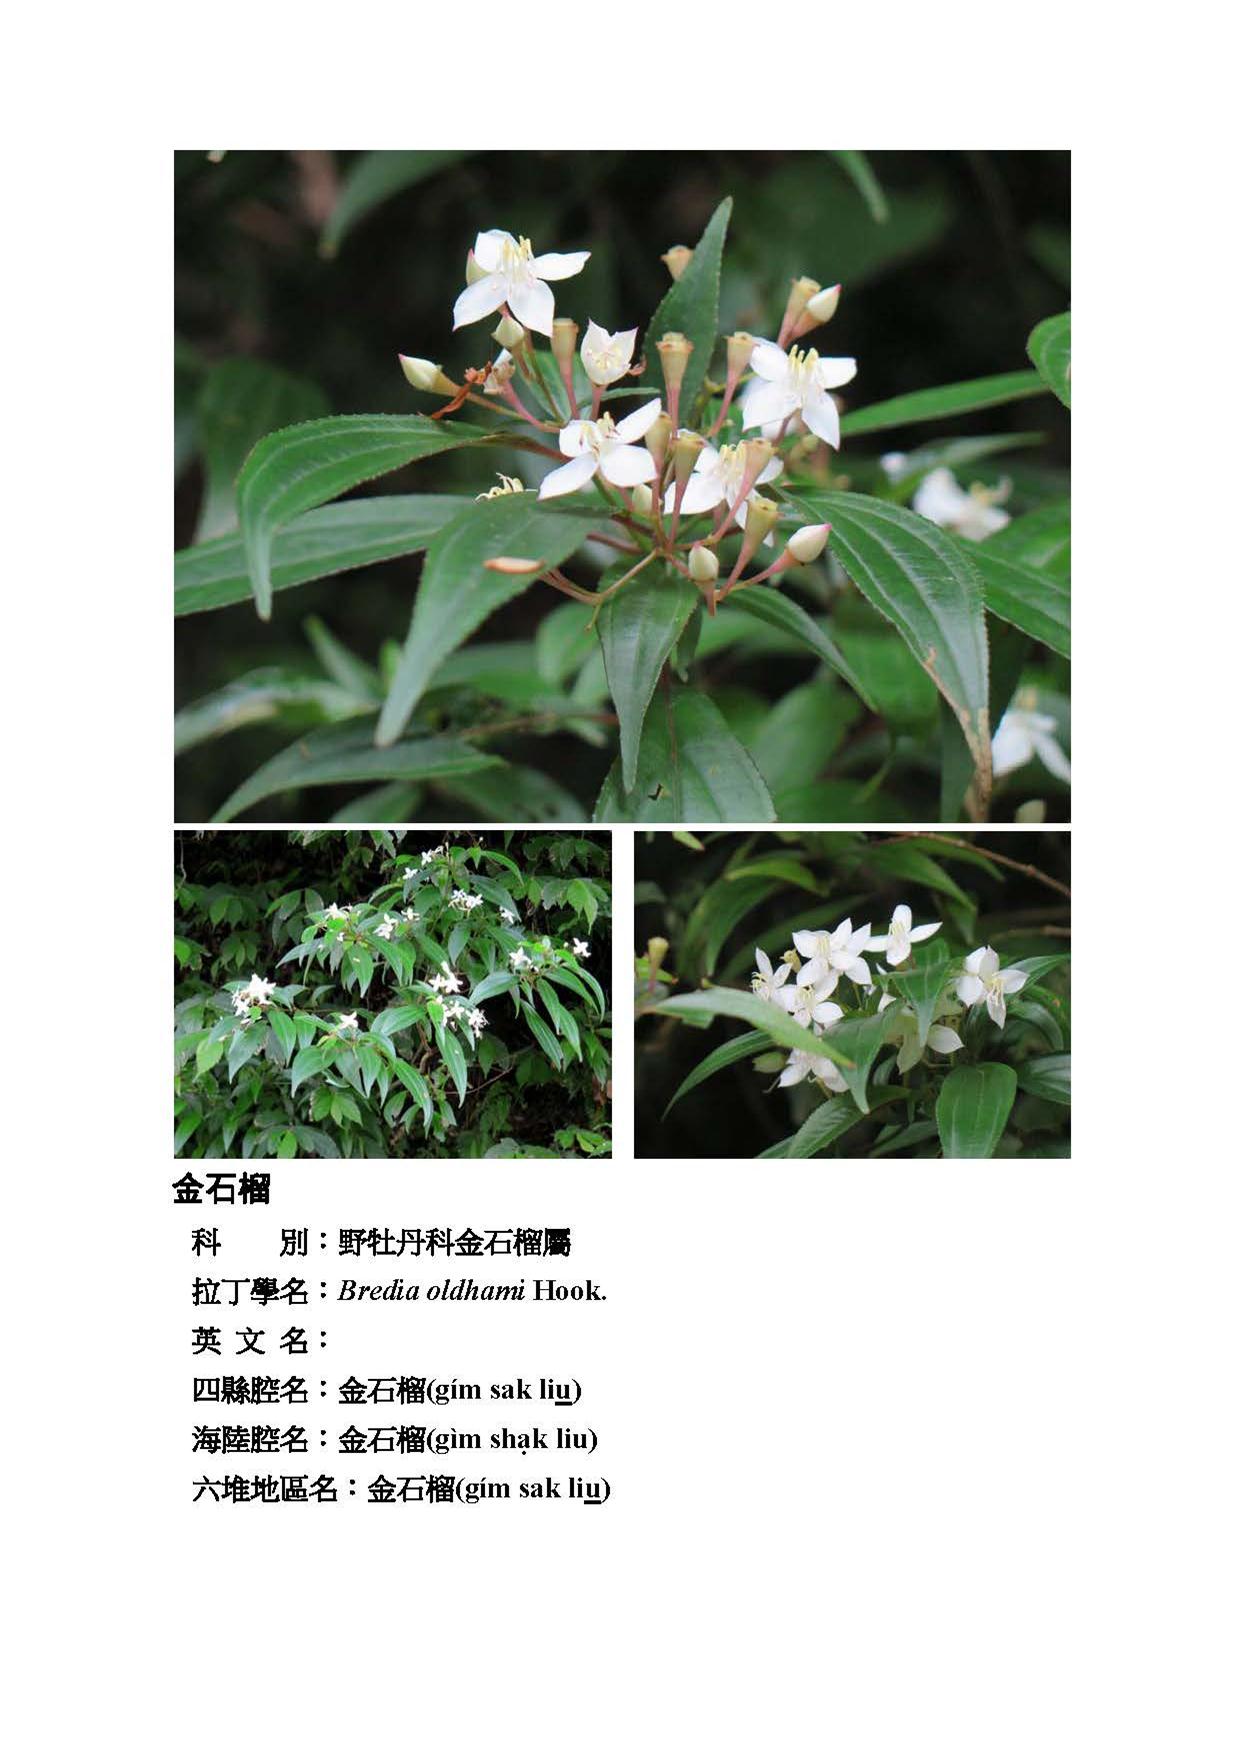 金石榴
科　　別：野牡丹科金石榴屬
拉丁學名：Bredia oldhami Hook.
英 文 名：
四縣腔名：金石榴(gím sak liu̲)
海陸腔名：金石榴(gìm shạk liu)
六堆地區名：金石榴(gím sak liu̲)